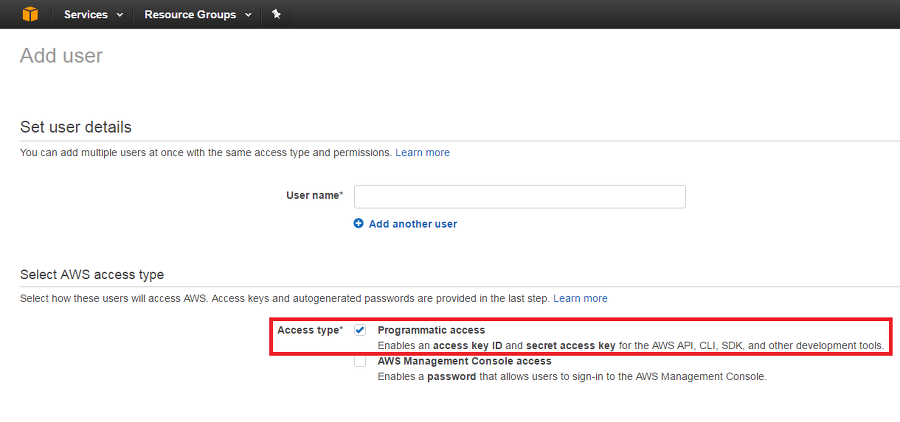 Services Resource Groups
Add user
Set user details
You can add multiple users at once with the same access type and permissions. Learn more
User name*
Add another user
Select AWS access type
Select how these users will access AWS. Access keys and autogenerated passwords are provided in the last step. Learn more
Access type* Programmatic access
Enables an access key ID and secret access key for the AWS API, CLI, SDK, and other development tools.
AWS Management Console access
Enables a password that allows users to sign-in to the AWS Management Console.